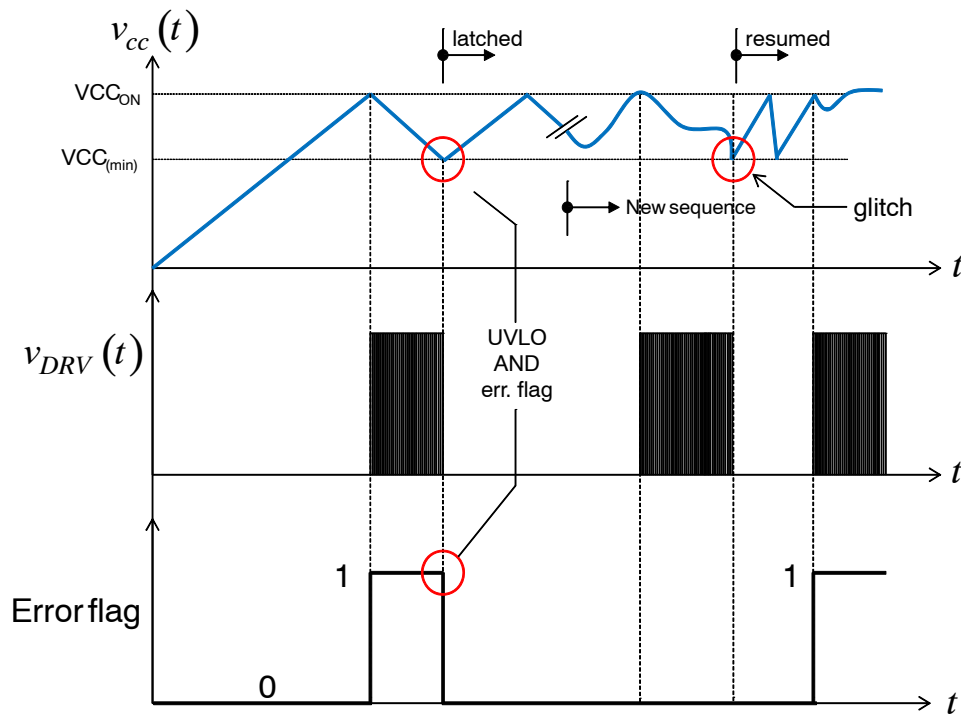 v_cc (t)
latched
resumed
VCC_ON
VCC_(min)
New sequence
glitch
t
v_DRV (t)
UVLO
AND
err. flag
t
1
1
Error flag
0
t